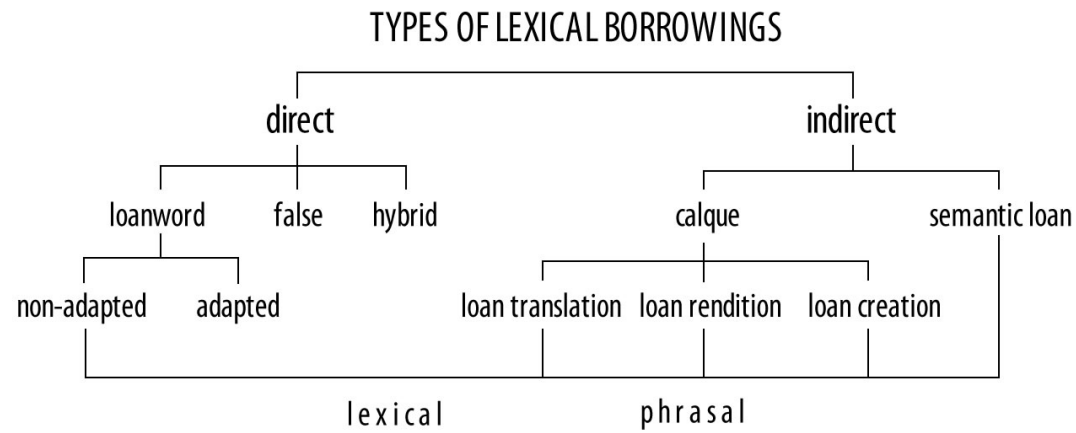 TYPES OF LEXICAL BORROWINGS
direct indirect
loanword false hybrid calque semantic loan
non-adapted adapted loan translation loan rendition loan creation
lexical phrasal